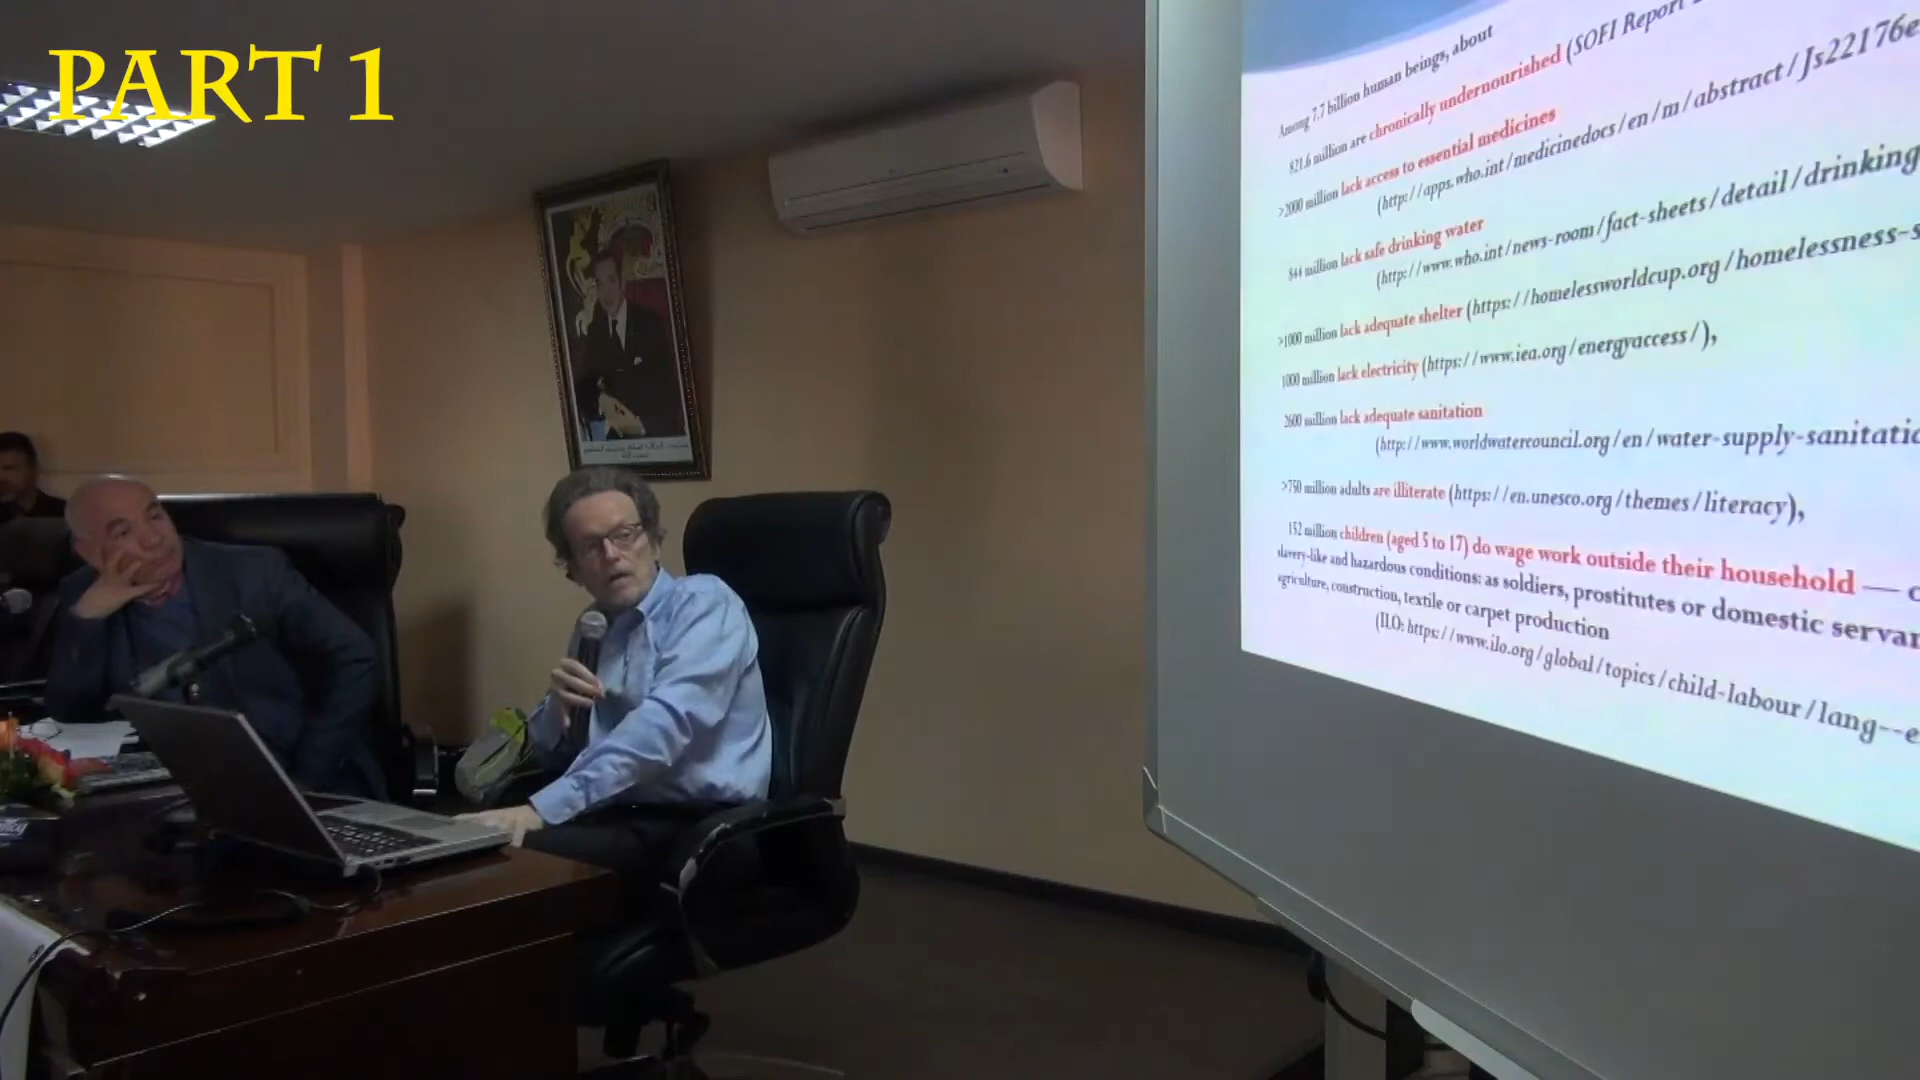 PART 1
Among 7.7 billion human beings, about
821.6 million are chronically undernourished (SOFI Report
>2000 million lack access to essential medicines
(http://apps.who.int/medicinedocs/en/m/abstract/Js22176e
844 million lack safe drinking water
(http://www.who.int/news-room/fact-sheets/detail/drinking
>1000 million lack adequate shelter (https://homelessworldcup.org/homelessness-s
1000 million lack electricity (https://www.iea.org/energyaccess/),
2600 million lack adequate sanitation
(http://www.worldwatercouncil.org/en/water-supply-sanitatio
>750 million adults are illiterate (https://en.unesco.org/themes/literacy),
152 million children (aged 5 to 17) do wage work outside their household —
slavery-like and hazardous conditions: as soldiers, prostitutes or domestic servan
agriculture, construction, textile or carpet production
(ILO: https://www.ilo.org/global/topics/child-labour/lang--e